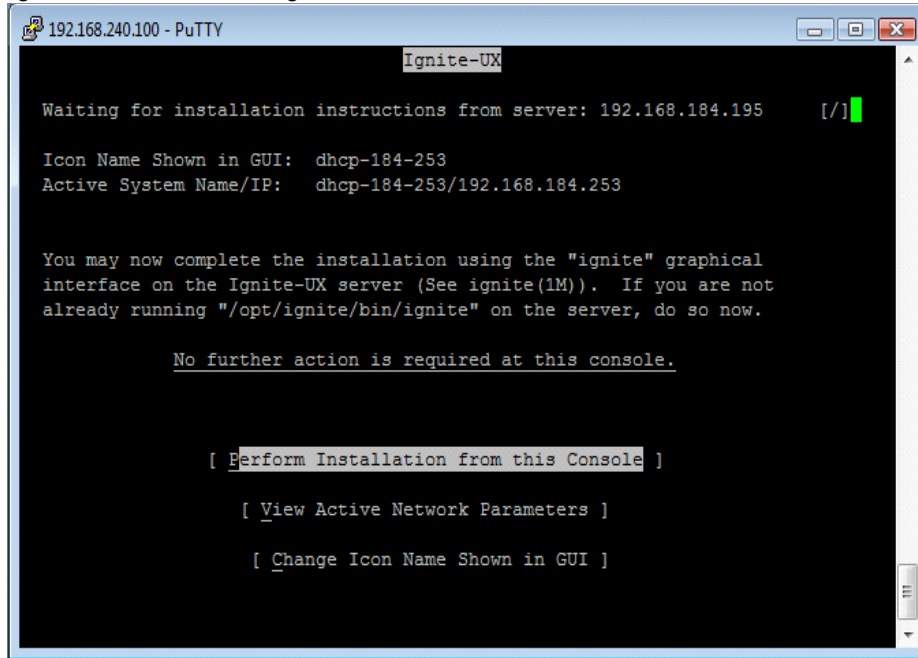 192.168.240.100 - PuTTY
Ignite-UX
Waiting for installation instructions from server: 192.168.184.195 [/]
Icon Name Shown in GUI: dhcp-184-253
Active System Name/IP: dhcp-184-253/192.168.184.253
You may now complete the installation using the "ignite" graphical
interface on the Ignite-UX server (See ignite(1M)). If you are not
already running "/opt/ignite/bin/ignite" on the server, do so now.
No further action is required at this console.
[ Perform Installation from this Console ]
[ View Active Network Parameters ]
[ Change Icon Name Shown in GUI ]